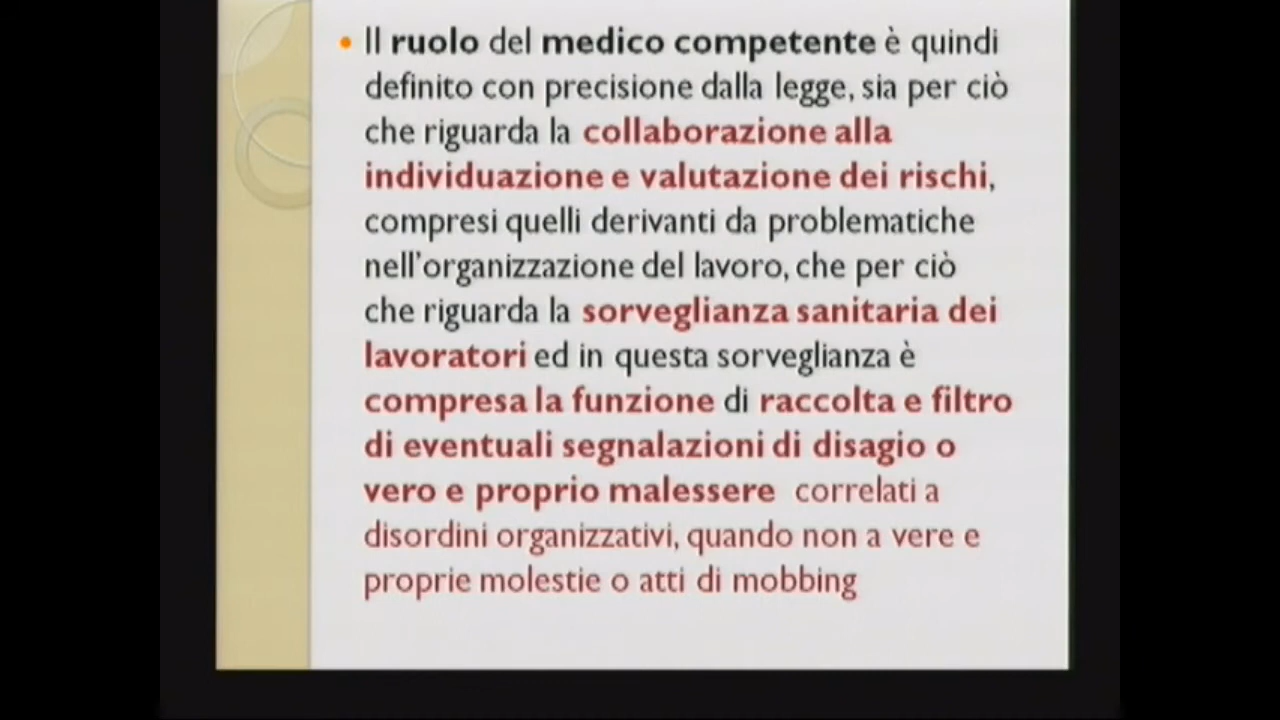 Il ruolo del medico competente è quindi
definito con precisione dalla legge, sia per ciò
che riguarda la collaborazione alla
individuazione e valutazione dei rischi,
compresi quelli derivanti da problematiche
nell'organizzazione del lavoro, che per ciò
che riguarda la sorveglianza sanitaria dei
lavoratori ed in questa sorveglianza è
compresa la funzione di raccolta e filtro
di eventuali segnalazioni di disagio o
vero e proprio malessere correlati a
disordini organizzativi, quando non a vere e
proprie molestie o atti di mobbing